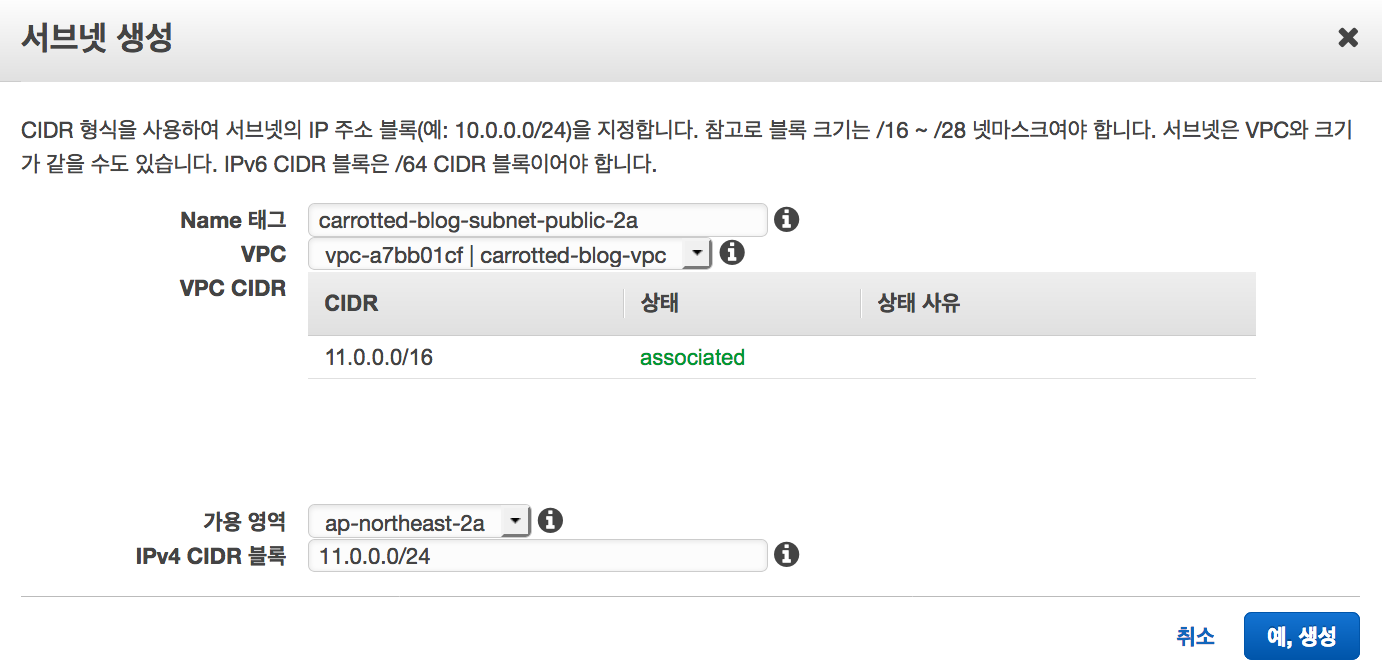 서브넷 생성
CIDR 형식을 사용하여 서브넷의 IP 주소 블록(예: 10.0.0.0/24)을 지정합니다. 참고로 블록 크기는 /16 ~ /28 넷마스크여야 합니다. 서브넷은 VPC와 크기
가 같을 수도 있습니다. IPv6 CIDR 블록은 /64 CIDR 블록이어야 합니다.
Name 태그 carrotted-blog-subnet-public-2a
VPC vpc-a7bb01cf | carrotted-blog-vpc
VPC CIDR
CIDR 상태 상태 사유
11.0.0.0/16 associated
가용 영역 ap-northeast-2a
IPv4 CIDR 블록 11.0.0.0/24
취소 예, 생성